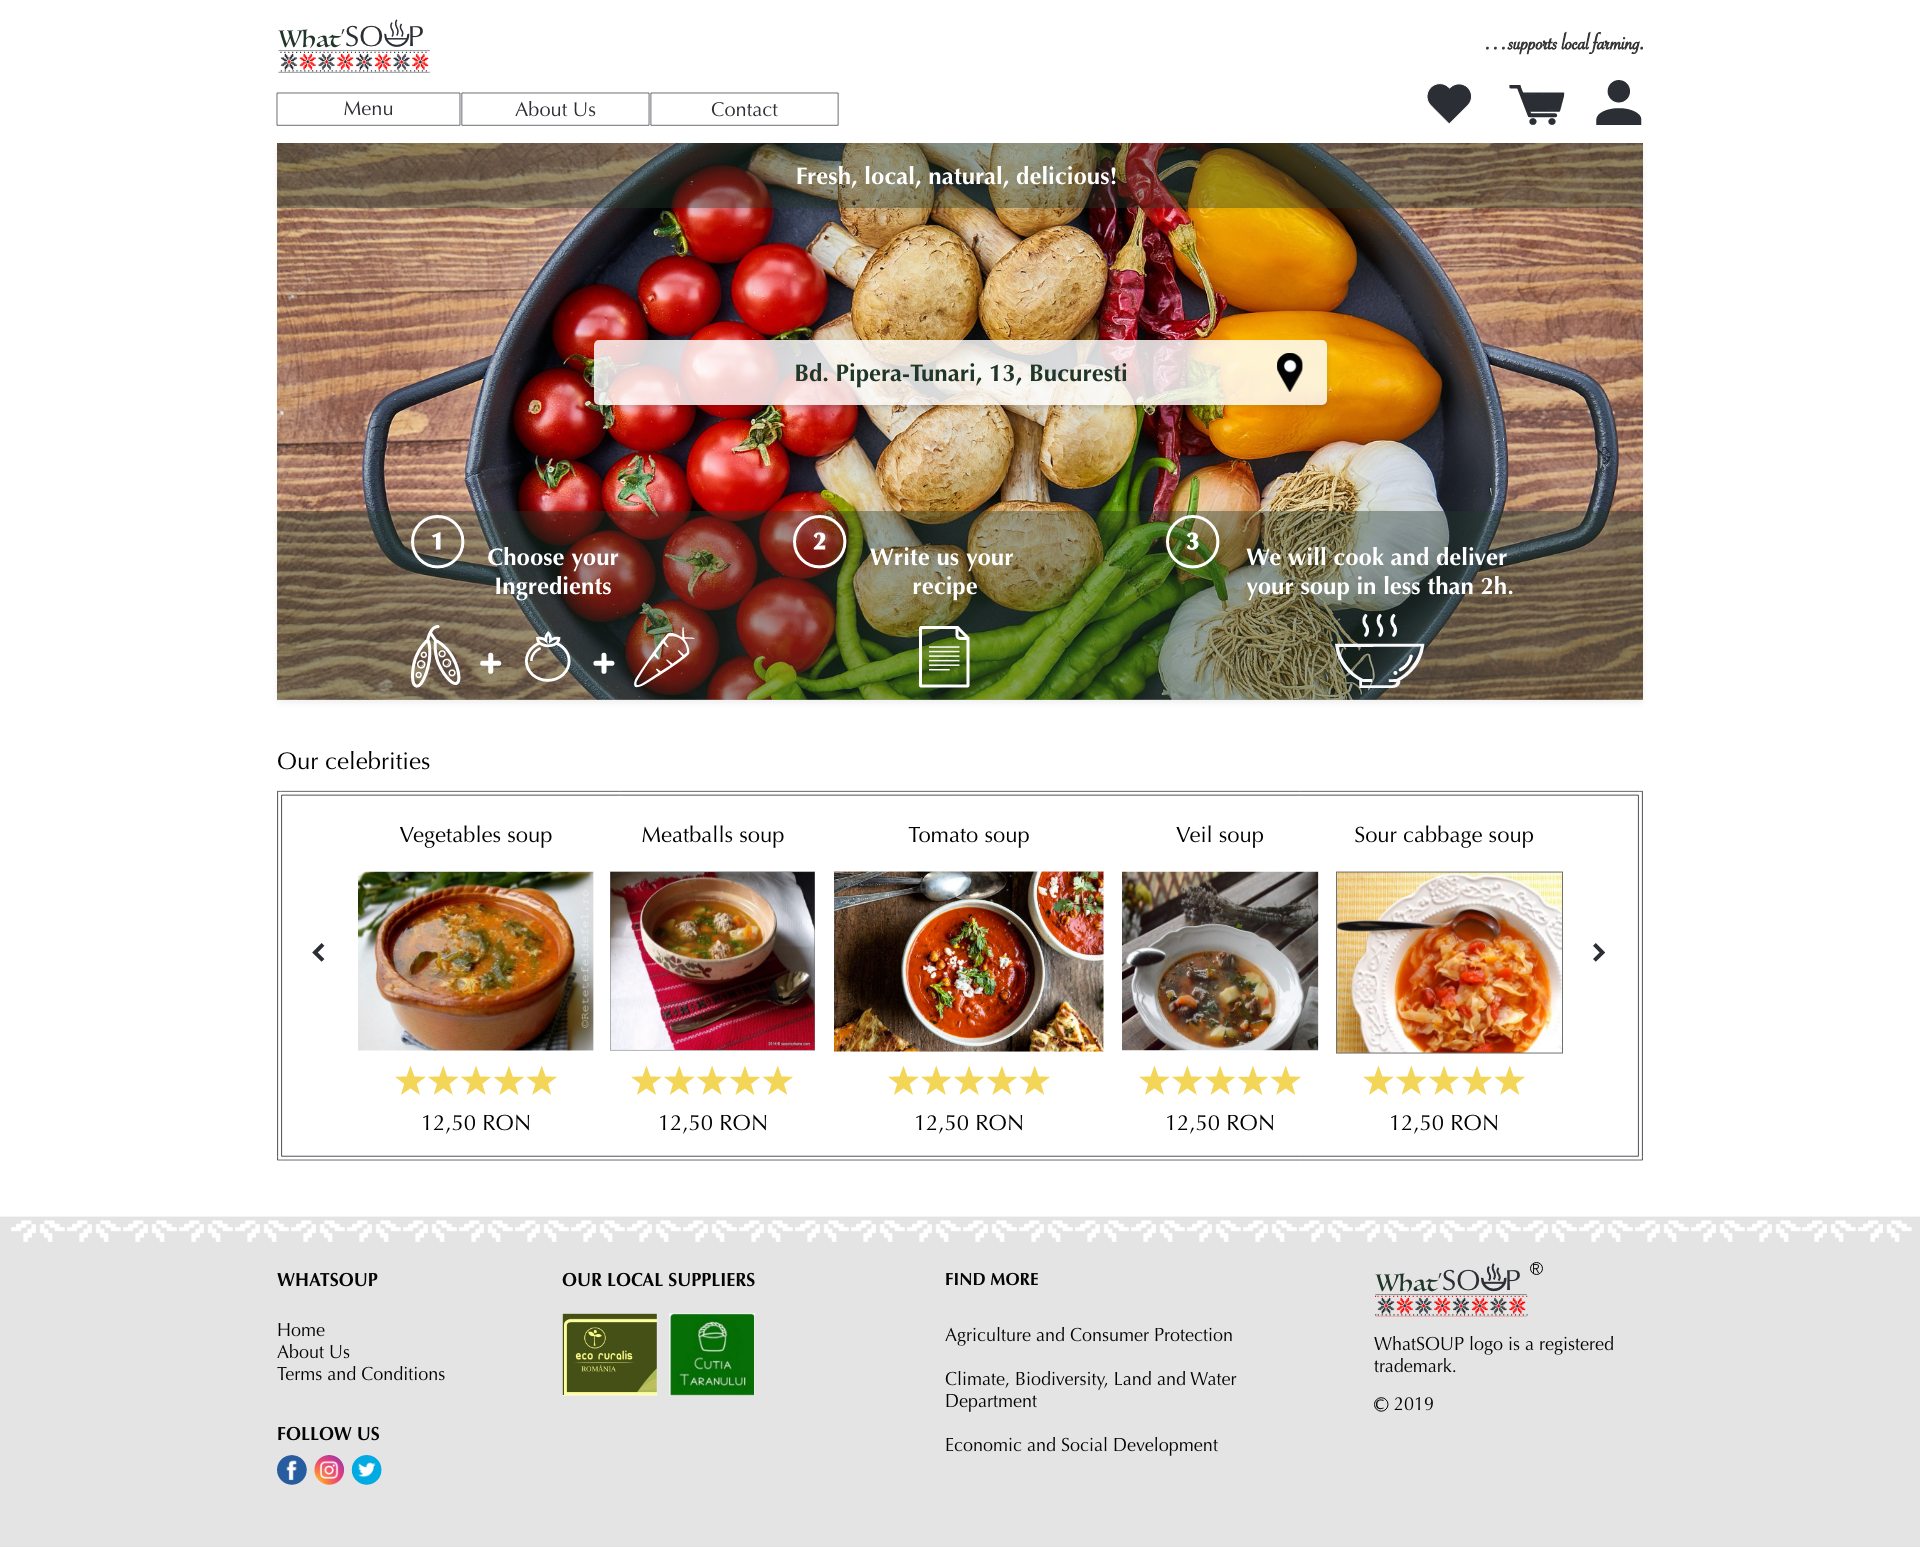 What'SOUP
...supports local farming.
Menu
About Us
Contact
Fresh, local, natural, delicious!
Bd. Pipera-Tunari, 13, Bucuresti
1
Choose your
Ingredients
2
Write us your
recipe
3
We will cook and deliver
your soup in less than 2h.
Our celebrities
Vegetables soup
Meatballs soup
Tomato soup
Veil soup
Sour cabbage soup
12,50 RON
12,50 RON
12,50 RON
12,50 RON
12,50 RON
WHATSOUP
Home
About Us
Terms and Conditions
FOLLOW US
OUR LOCAL SUPPLIERS
eco ruralis
ROMÂNIA
CUTIA
TARANULUI
FIND MORE
Agriculture and Consumer Protection
Climate, Biodiversity, Land and Water
Department
Economic and Social Development
What'SOUP ®
WhatSOUP logo is a registered
trademark.
© 2019